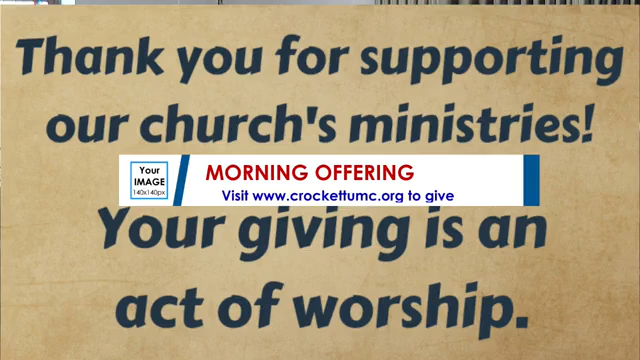 Thank you for supporting
our church's ministries!
Your
IMAGE
140x140px
MORNING OFFERING
Visit www.crockettumc.org to give
Your giving is an
act of worship.